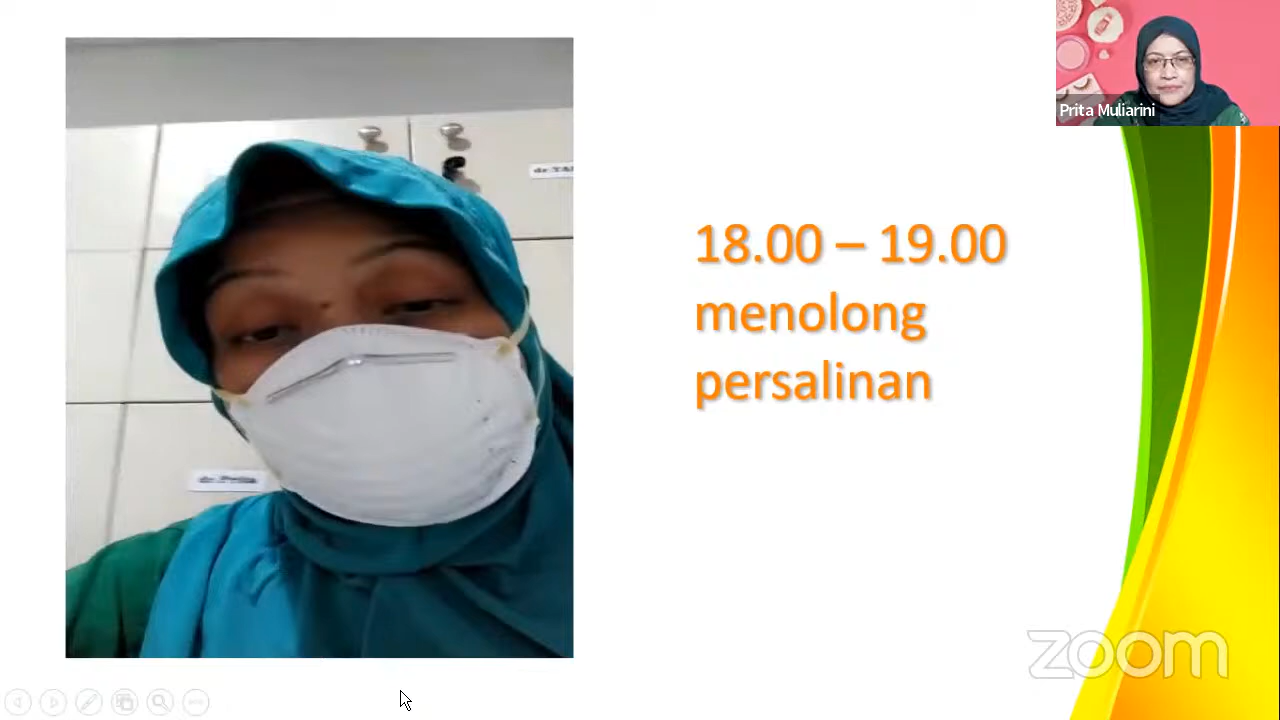 Prita Muliarini
18.00 – 19.00
menolong
persalinan
zoom